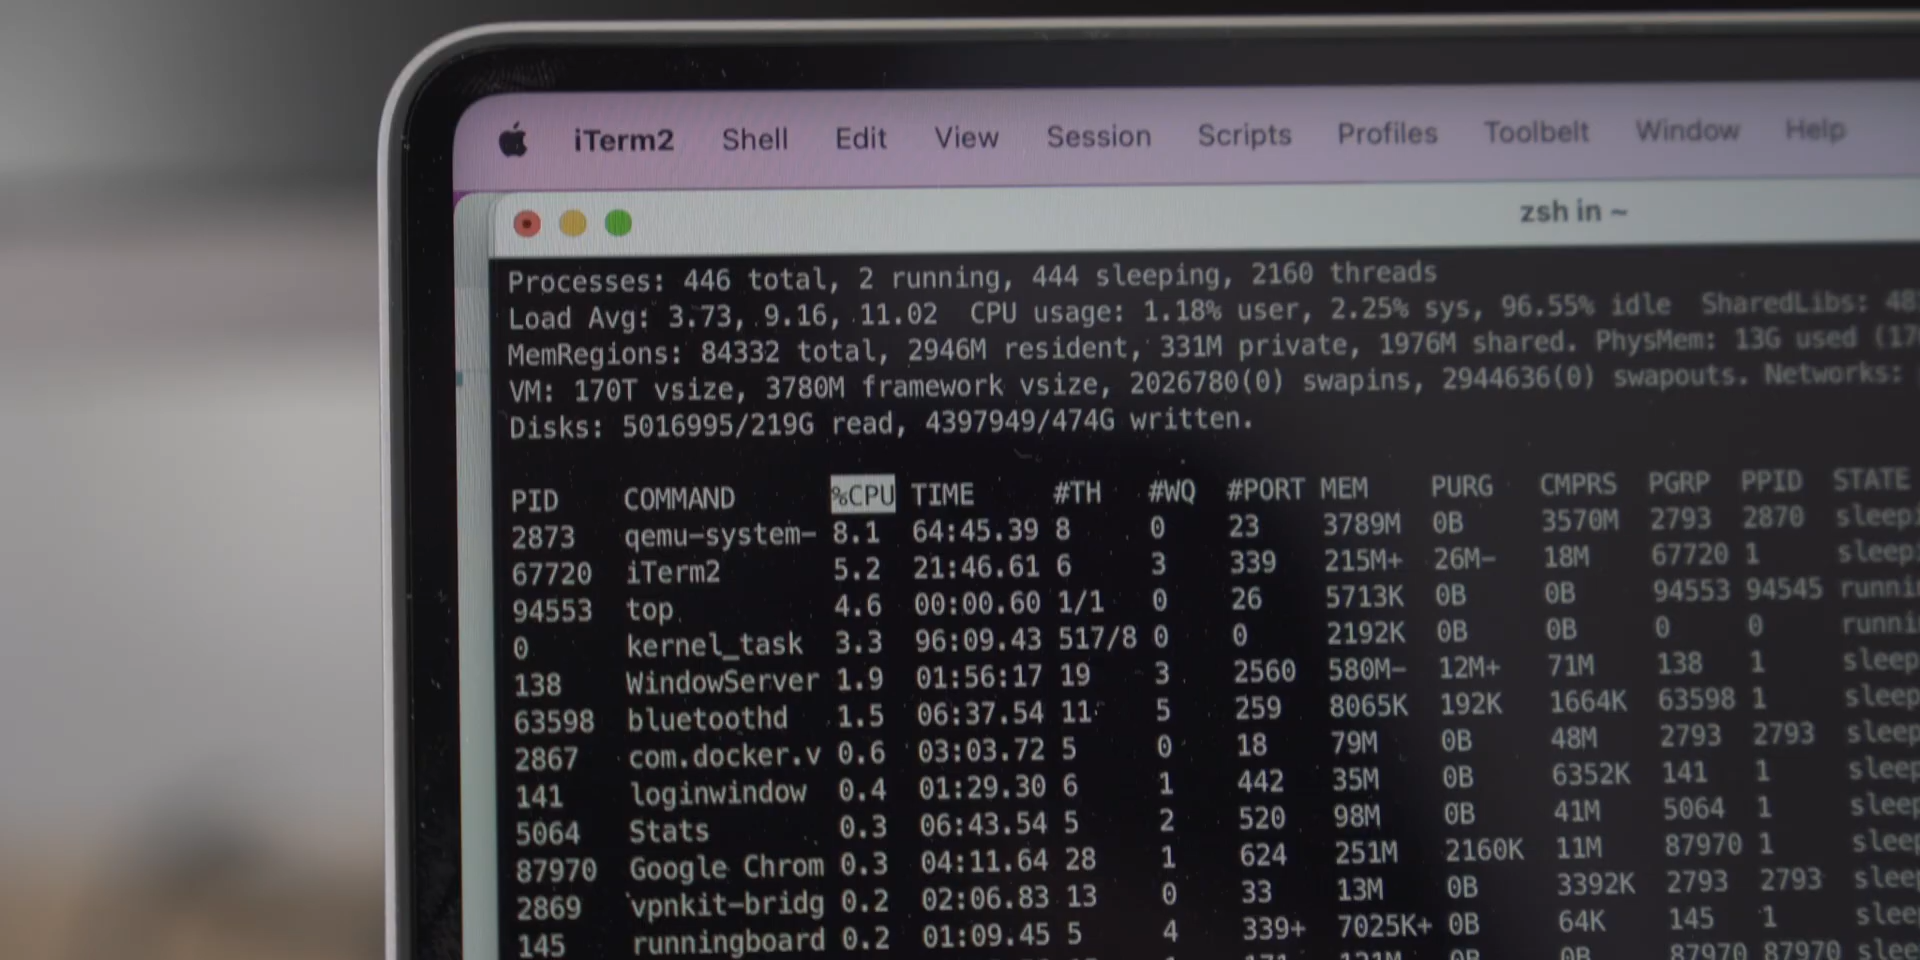 iTerm2 Shell Edit View Session Scripts Profiles Toolbelt Window Help
zsh in ~
Processes: 446 total, 2 running, 444 sleeping, 2160 threads
Load Avg: 3.73, 9.16, 11.02 CPU usage: 1.18% user, 2.25% sys, 96.55% idle SharedLibs:
MemRegions: 84332 total, 2946M resident, 331M private, 1976M shared. PhysMem: 13G used
VM: 170T vsize, 3780M framework vsize, 2026780(0) swapins, 2944636(0) swapouts. Networks:
Disks: 5016995/219G read, 4397949/474G written.
PID COMMAND %CPU TIME #TH #WQ #PORT MEM PURG CMPRS PGRP PPID STATE
2873 qemu-system- 8.1 64:45.39 8 0 23 3789M 0B 3570M 2793 2870 sleepi
67720 iTerm2 5.2 21:46.61 6 3 339 215M+ 26M- 18M 67720 1 sleepi
94553 top 4.6 00:00.60 1/1 0 26 5713K 0B 0B 94553 94545 runnin
0 kernel_task 3.3 96:09.43 517/8 0 0 2192K 0B 0B 0 0 runnin
138 WindowServer 1.9 01:56:17 19 3 2560 580M- 12M+ 71M 138 1 sleep
63598 bluetoothd 1.5 06:37.54 11 5 259 8065K 192K 1664K 63598 1 sleep
2867 com.docker.v 0.6 03:03.72 5 0 18 79M 0B 48M 2793 2793 sleep
141 loginwindow 0.4 01:29.30 6 1 442 35M 0B 6352K 141 1 sleep
5064 Stats 0.3 06:43.54 5 2 520 98M 0B 41M 5064 1 sleep
87970 Google Chrom 0.3 04:11.64 28 1 624 251M 2160K 11M 87970 1 sleep
2869 vpnkit-bridg 0.2 02:06.83 13 0 33 13M 0B 3392K 2793 2793 sleep
145 runningboard 0.2 01:09.45 5 4 339+ 7025K+ 0B 64K 145 1 sleep
87970 87970